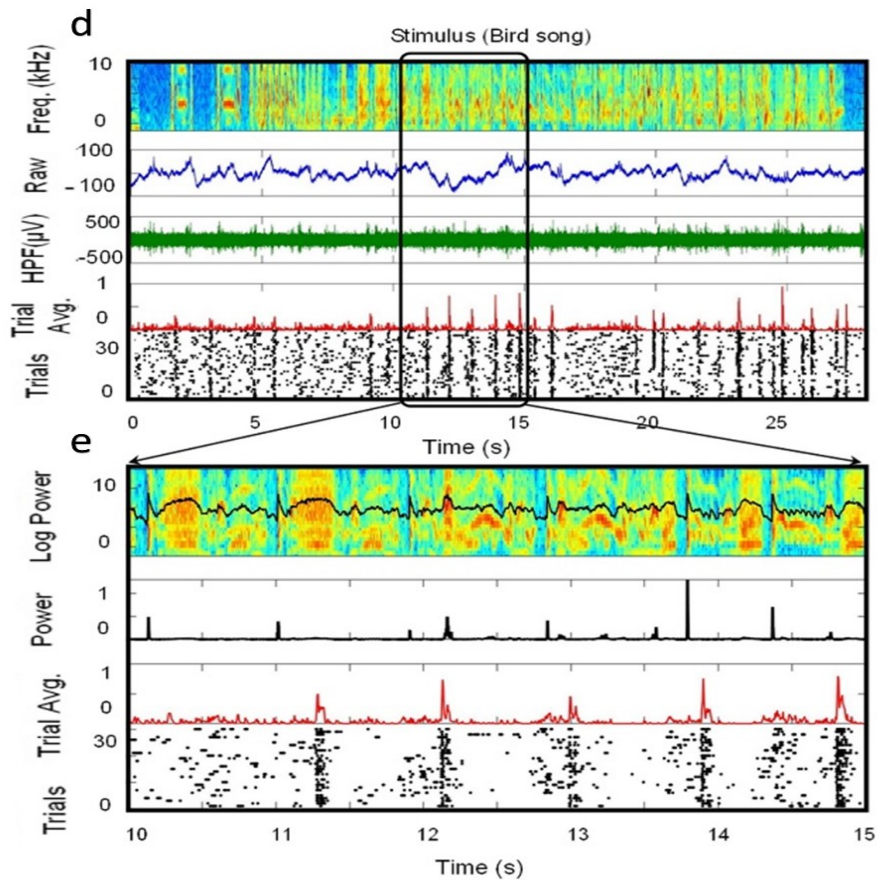 d
Stimulus (Bird song)
10
Freq. (kHz)
0
100
Raw
-100
500
HPF(µV)
-500
1
Trial
Avg.
0
30
Trials
0
0 5 10 15 20 25
Time (s)
e
10
Log Power
0
1
Power
0
1
Trial Avg.
0
30
Trials
0
10 11 12 13 14 15
Time (s)